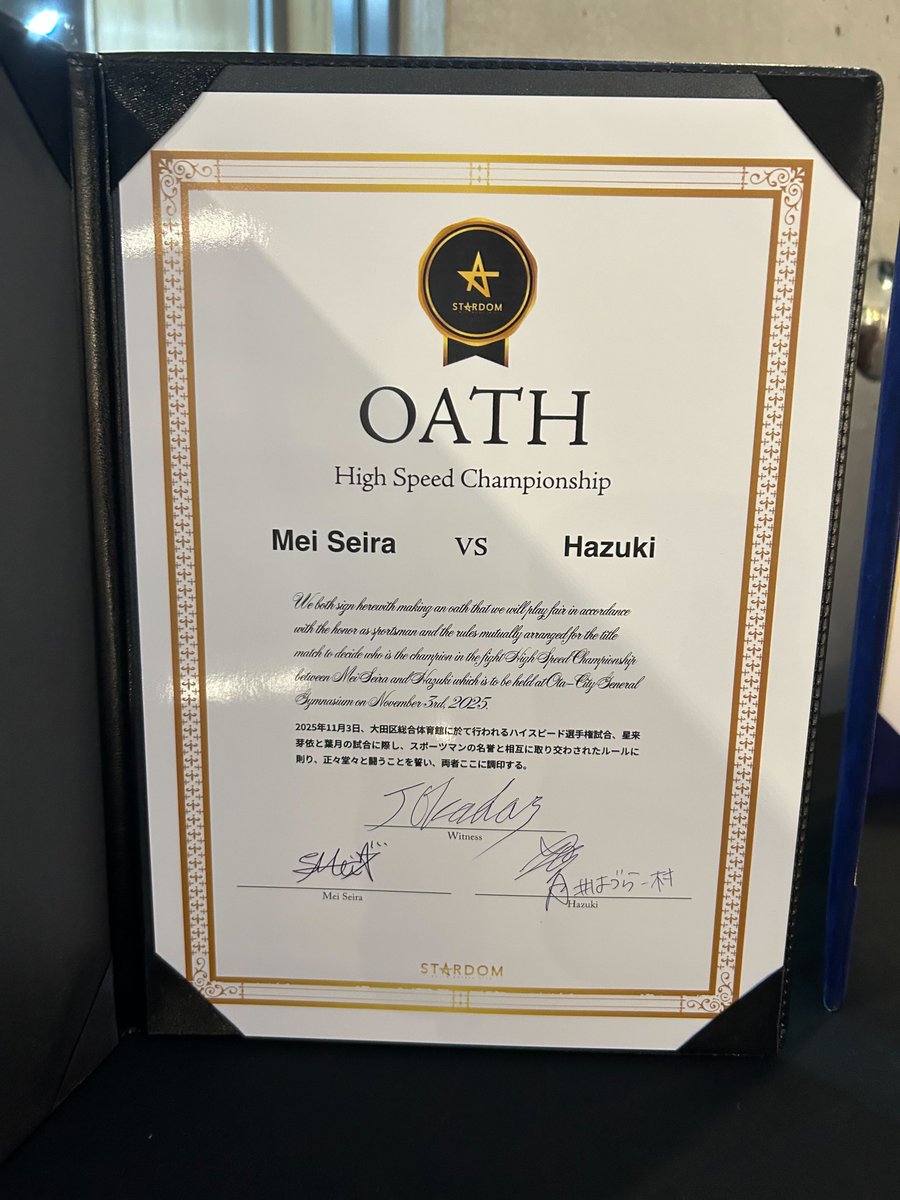 STARDOM
OATH
High Speed Championship
Mei Seira vs Hazuki
We both sign herewith making an oath that we will play fair in accordance
with the honor as sportsman and the rules mutually arranged for the title
match to decide who is the champion in the fight High Speed Championship
between Mei Seira and Hazuki which is to be held at Ota-City General
Gymnasium on November 3rd, 2025.
2025年11月3日、大田区総合体育館に於て行われるハイスピード選手権試合、星来
芽依と葉月の試合に際し、スポーツマンの名誉と相互に取り交わされたルールに
則り、正々堂々と闘うことを誓い、両者ここに調印する。
Witness
Mei Seira
#はづらー村
Hazuki
STARDOM